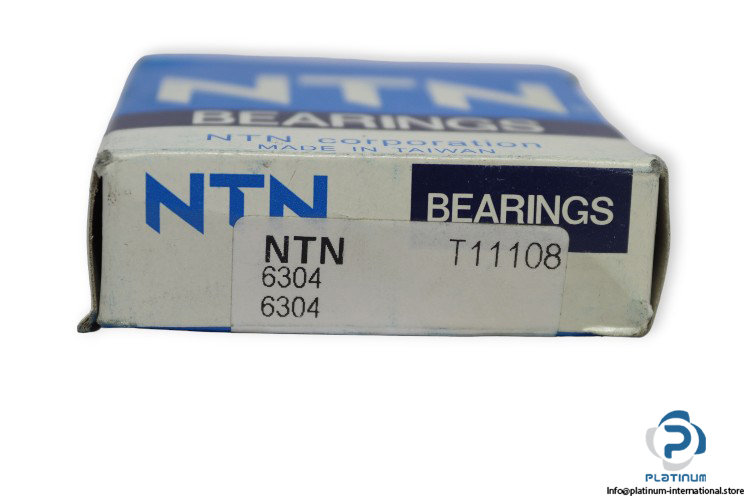 NTN
BEARINGS
NTN corporation
MADE IN TAIWAN
NTN
BEARINGS
NTN T11108
6304
6304
PLATINUM
Info@platinum-international.store